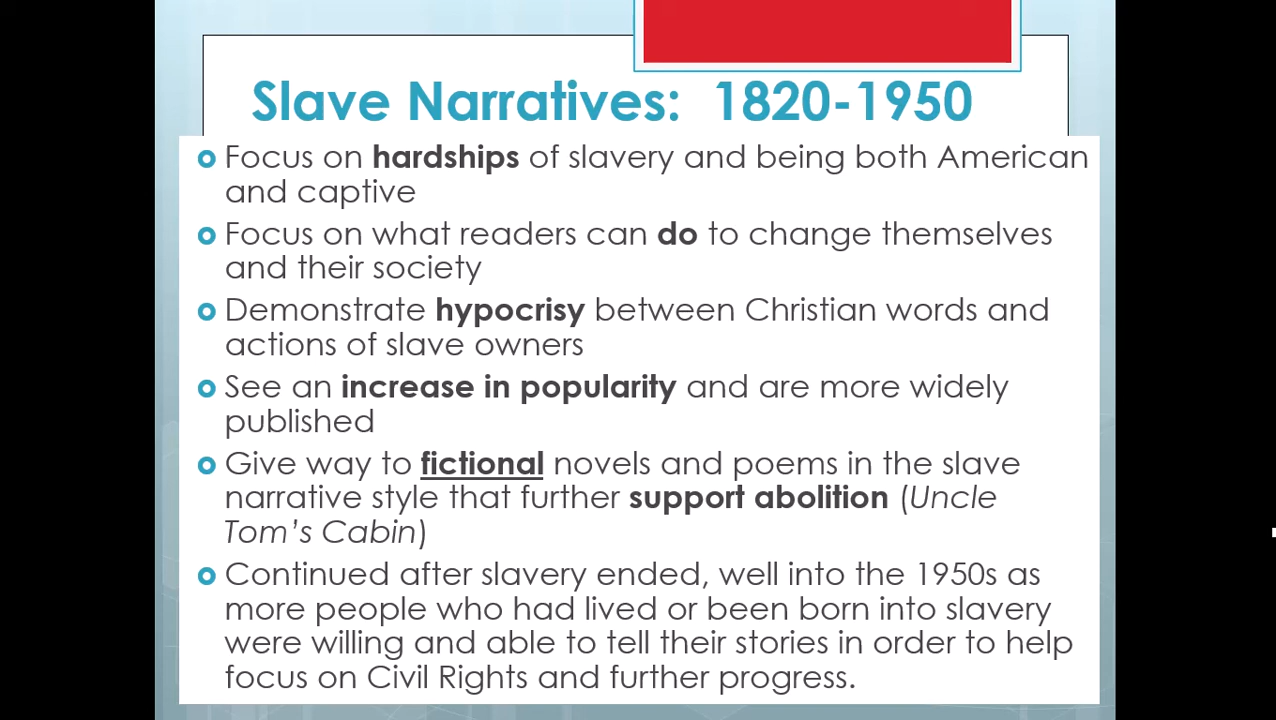 Slave Narratives: 1820-1950
Focus on hardships of slavery and being both American
and captive
Focus on what readers can do to change themselves
and their society
Demonstrate hypocrisy between Christian words and
actions of slave owners
See an increase in popularity and are more widely
published
Give way to fictional novels and poems in the slave
narrative style that further support abolition (Uncle
Tom’s Cabin)
Continued after slavery ended, well into the 1950s as
more people who had lived or been born into slavery
were willing and able to tell their stories in order to help
focus on Civil Rights and further progress.